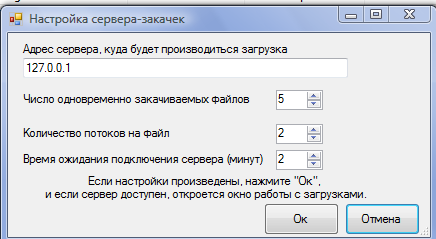 Настройка сервера-закачек
Адрес сервера, куда будет производиться загрузка
127.0.0.1
Число одновременно закачиваемых файлов 5
Количество потоков на файл 2
Время ожидания подключения сервера (минут) 2
Если настройки произведены, нажмите "Ок",
и если сервер доступен, откроется окно работы с загрузками.
Ок Отмена